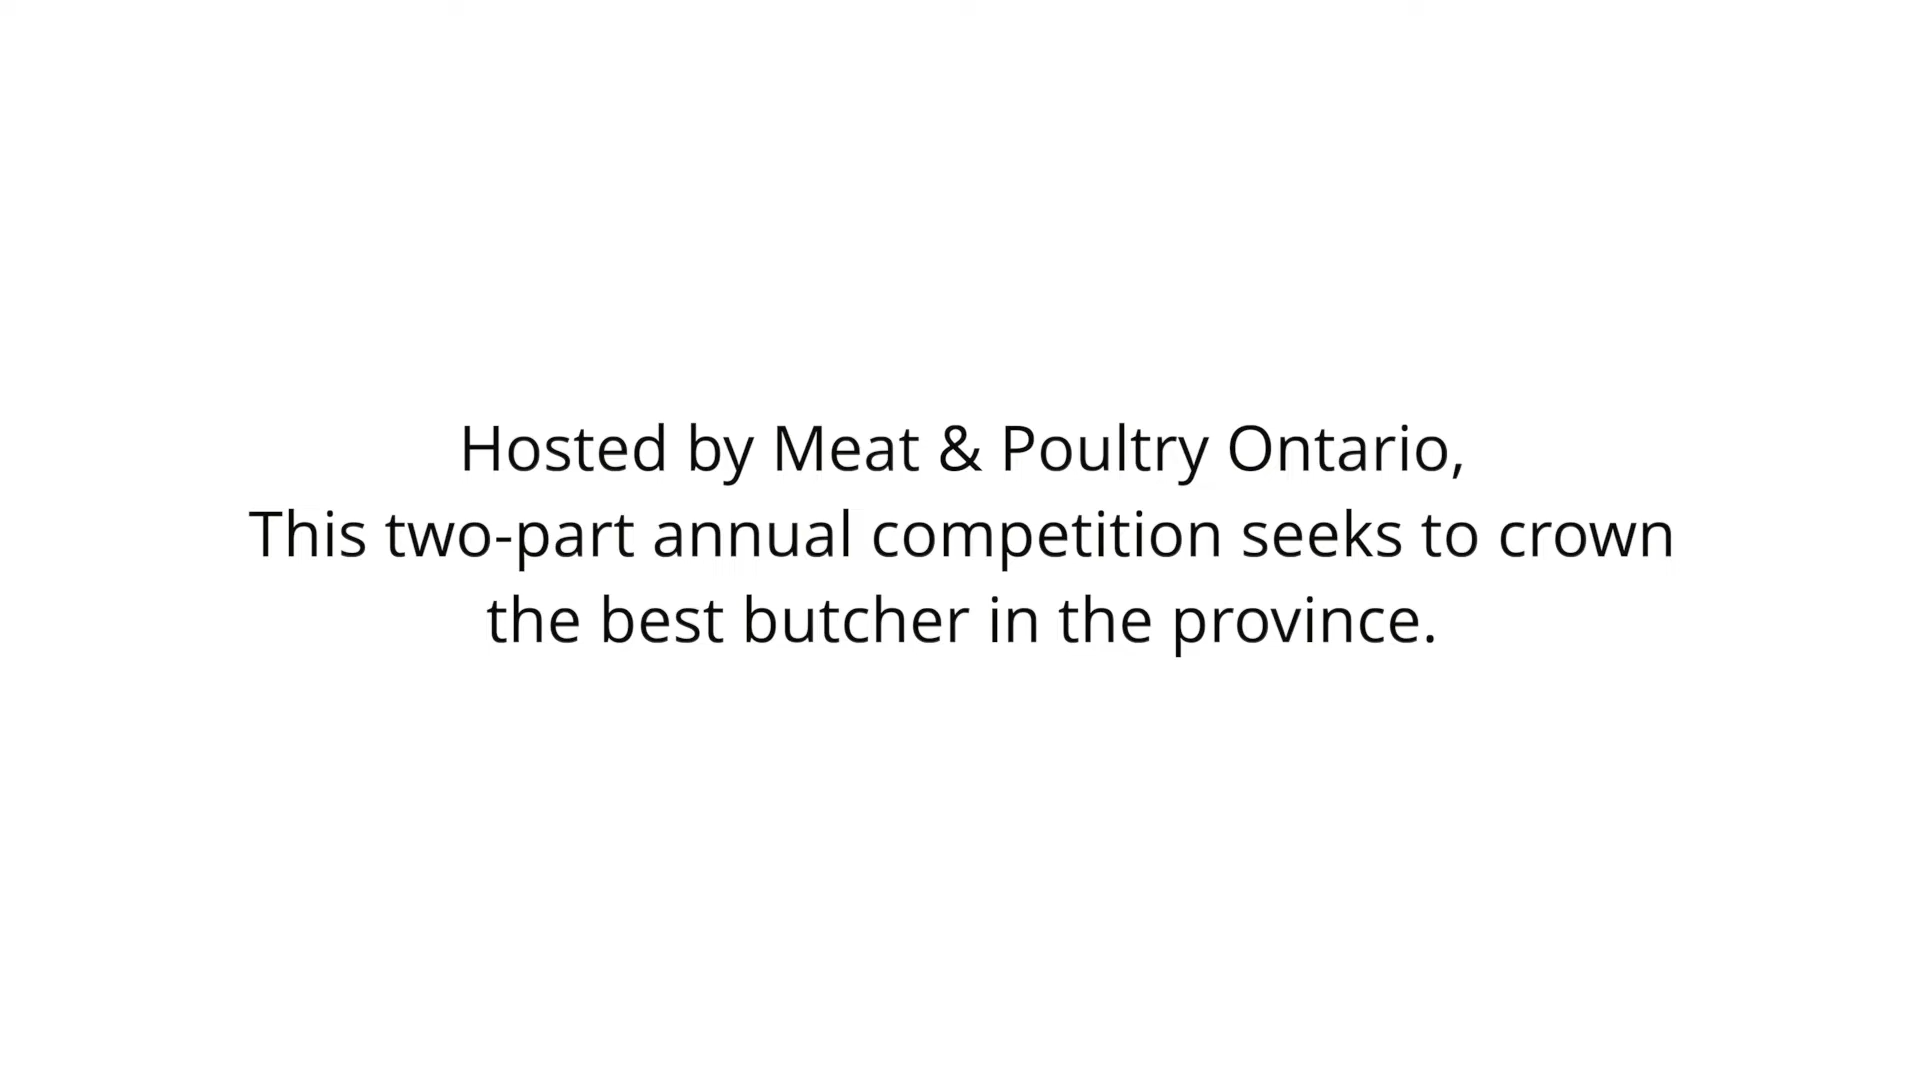 Hosted by Meat & Poultry Ontario,
This two-part annual competition seeks to crown
the best butcher in the province.